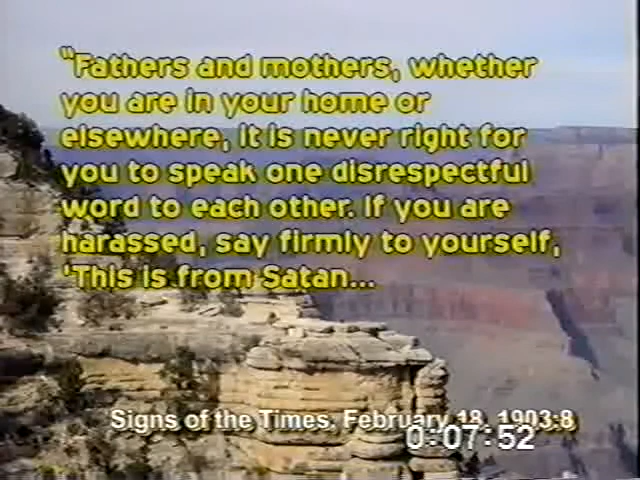 “Fathers and mothers, whether
you are in your home or
elsewhere, it is never right for
you to speak one disrespectful
word to each other. If you are
harassed, say firmly to yourself,
'This is from Satan...
Signs of the Times, February 18, 1903:8
0:07:52